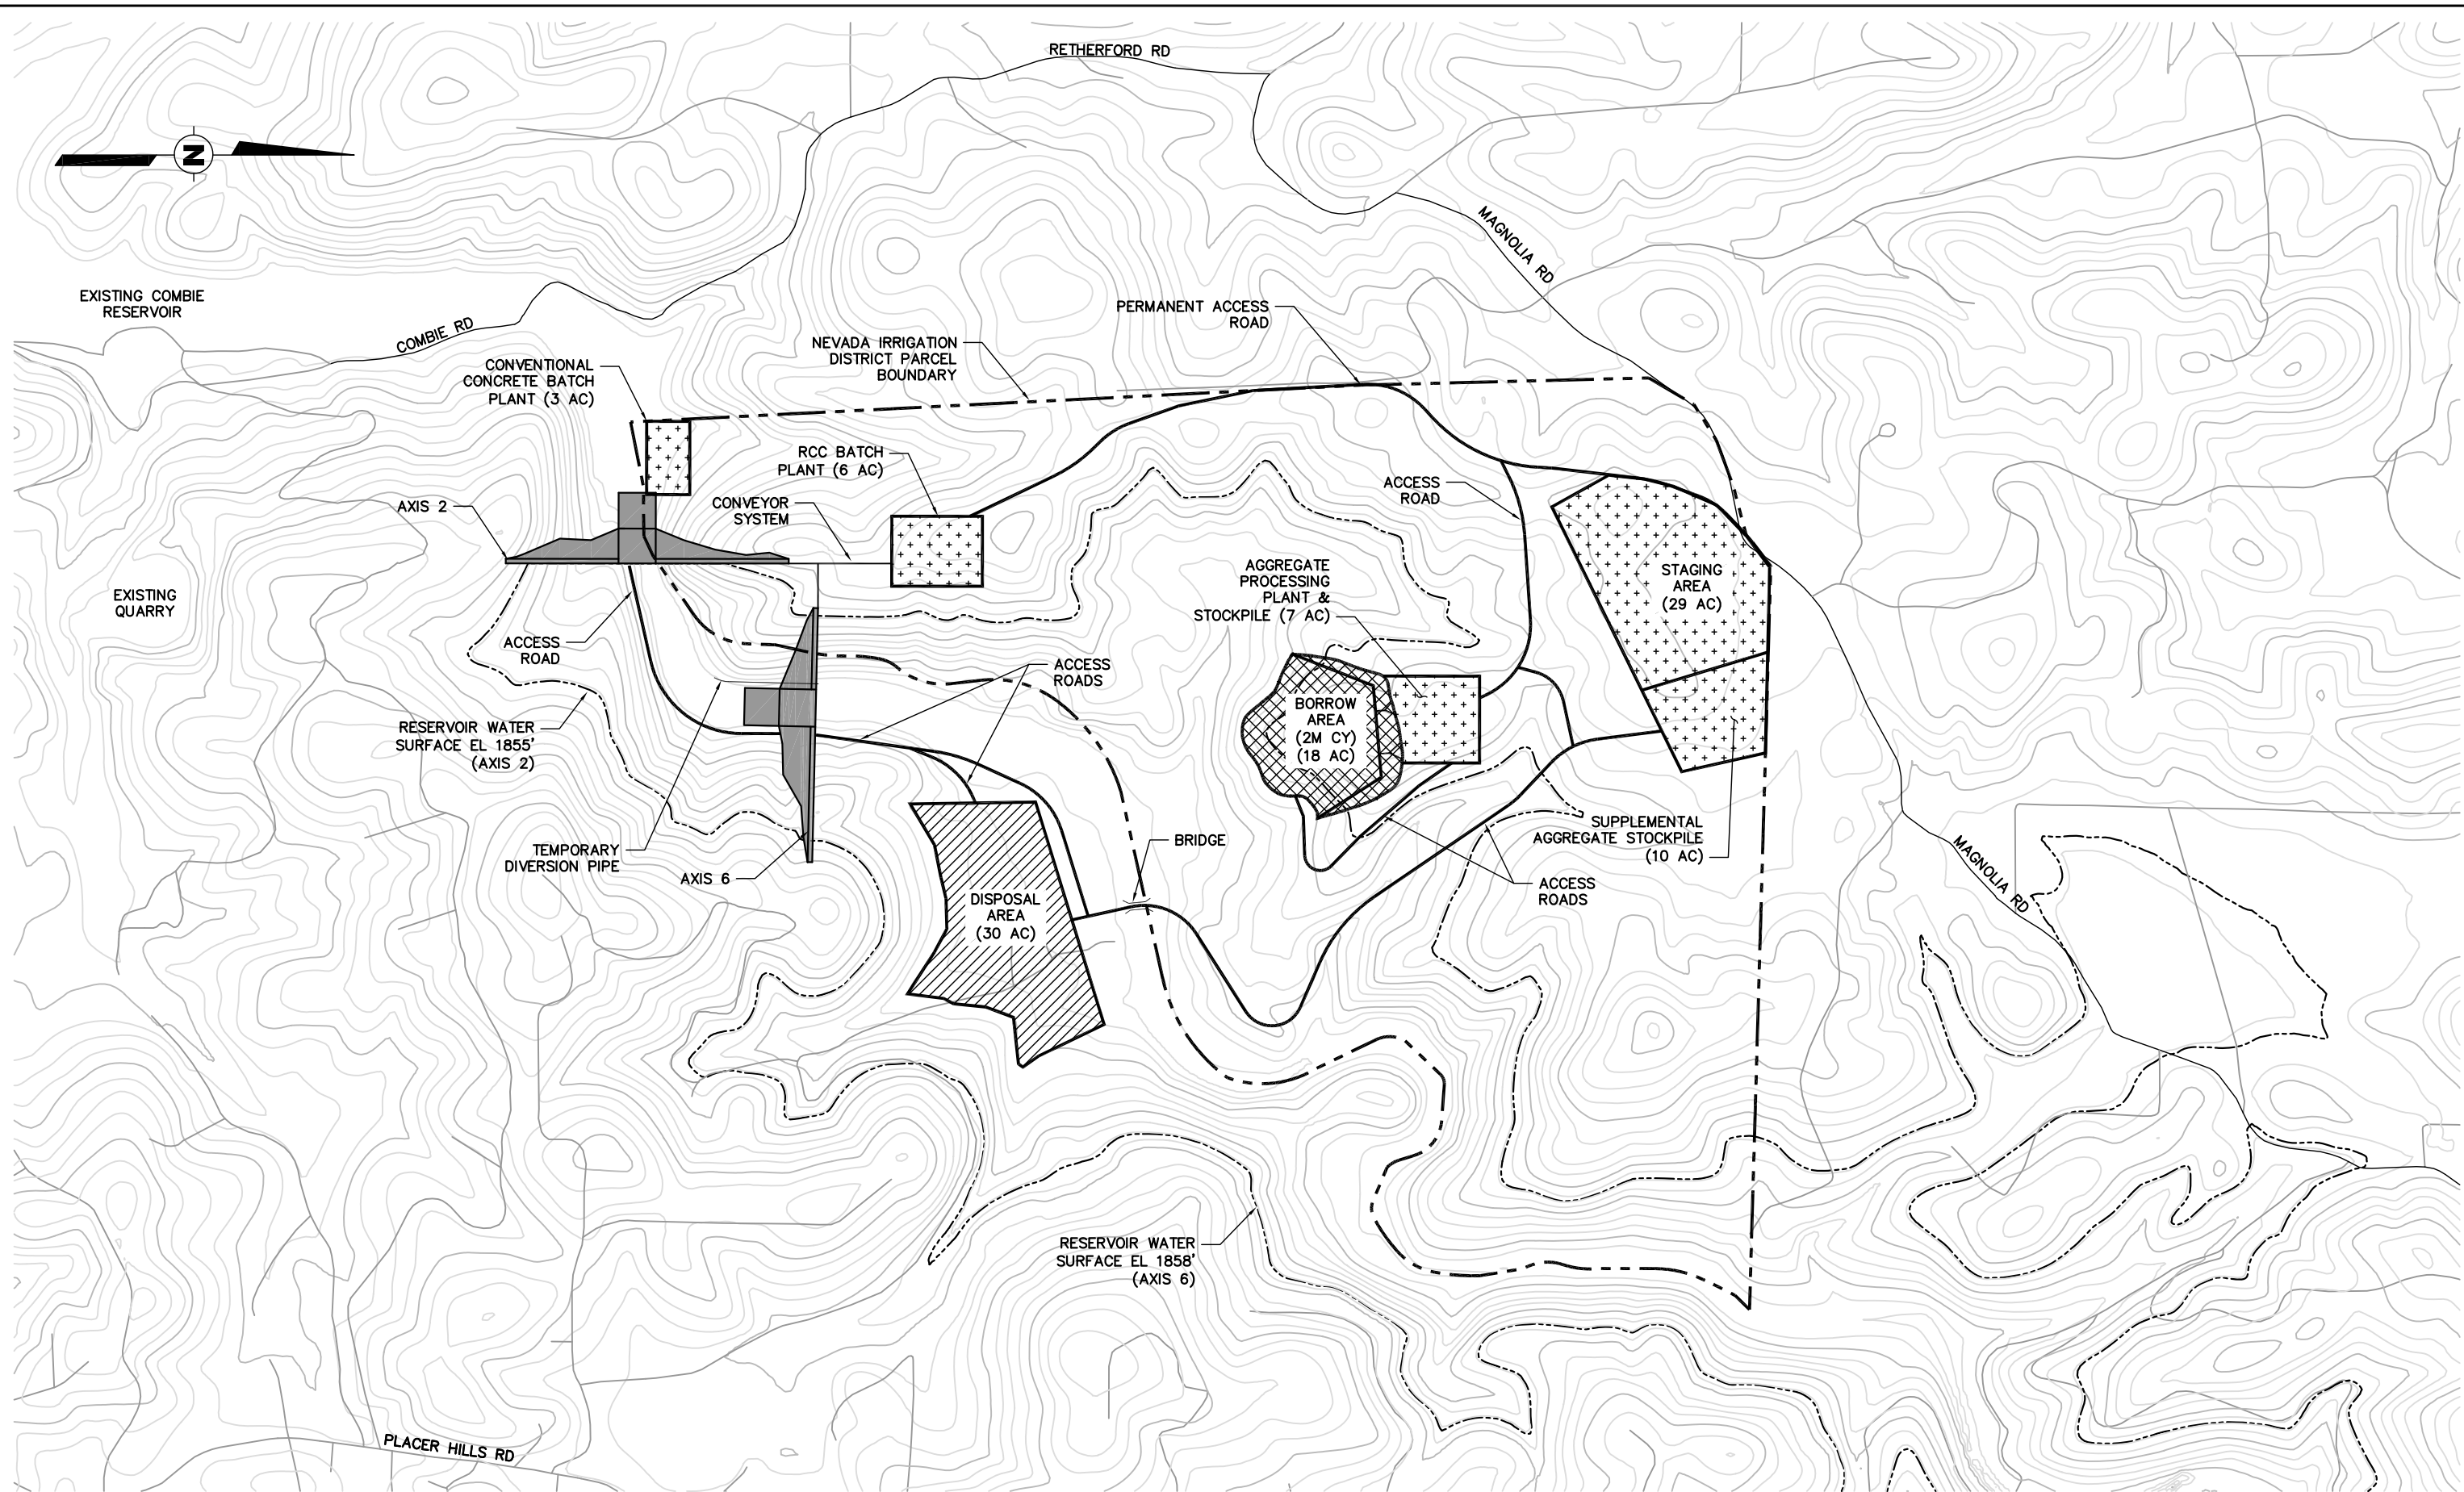 RETHERFORD RD
N
MAGNOLIA RD
EXISTING COMBIE
RESERVOIR
COMBIE RD
PERMANENT ACCESS
ROAD
NEVADA IRRIGATION
DISTRICT PARCEL
BOUNDARY
CONVENTIONAL
CONCRETE BATCH
PLANT (3 AC)
RCC BATCH
PLANT (6 AC)
ACCESS
ROAD
AXIS 2
CONVEYOR
SYSTEM
AGGREGATE
PROCESSING
PLANT &
STOCKPILE (7 AC)
STAGING
AREA
(29 AC)
EXISTING
QUARRY
ACCESS
ROAD
ACCESS
ROADS
BORROW
AREA
(2M CY)
(18 AC)
RESERVOIR WATER
SURFACE EL 1855'
(AXIS 2)
TEMPORARY
DIVERSION PIPE
AXIS 6
BRIDGE
SUPPLEMENTAL
AGGREGATE STOCKPILE
(10 AC)
MAGNOLIA RD
ACCESS
ROADS
DISPOSAL
AREA
(30 AC)
RESERVOIR WATER
SURFACE EL 1858'
(AXIS 6)
PLACER HILLS RD